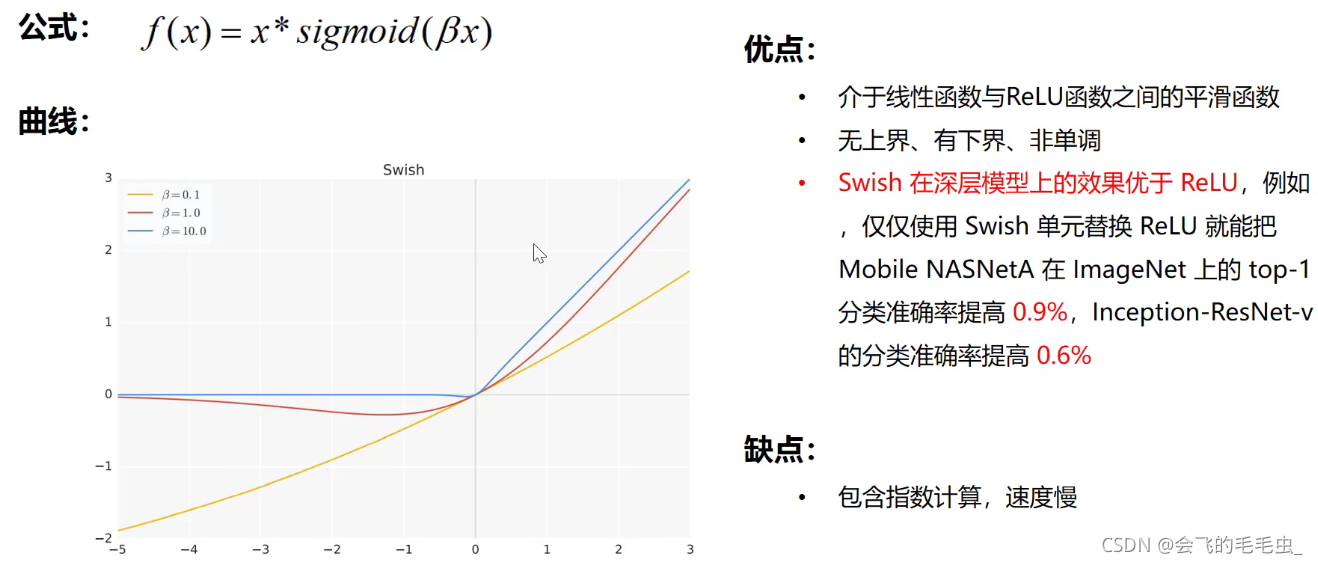 公式：
f(x) = x* sigmoid(βx)
曲线：
Swish
β=0.1
β=1.0
β=10.0
3
2
1
0
−1
−2
−5 −4 −3 −2 −1 0 1 2 3
优点：
• 介于线性函数与ReLU函数之间的平滑函数
• 无上界、有下界、非单调
• Swish 在深层模型上的效果优于 ReLU，例如
，仅仅使用 Swish 单元替换 ReLU 就能把
Mobile NASNetA 在 ImageNet 上的 top-1
分类准确率提高 0.9%，Inception-ResNet-v
的分类准确率提高 0.6%
缺点：
• 包含指数计算，速度慢
CSDN @会飞的毛毛虫_